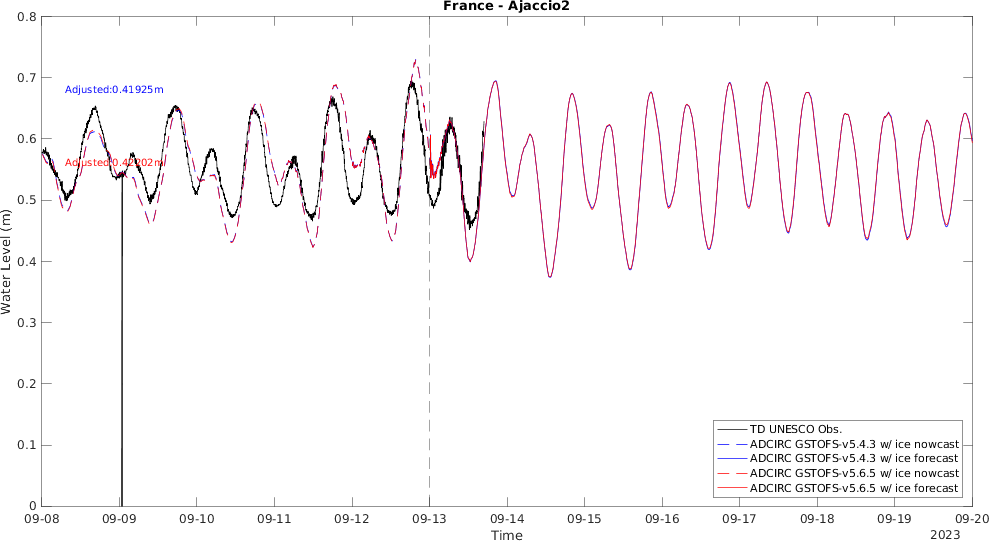 France - Ajaccio2
0.8
0.7
0.6
0.5
0.4
0.3
0.2
0.1
0
Water Level (m)
Adjusted:0.41925m
Adjusted:0.42202m
TD UNESCO Obs.
ADCIRC GSTOFS-v5.4.3 w/ ice nowcast
ADCIRC GSTOFS-v5.4.3 w/ ice forecast
ADCIRC GSTOFS-v5.6.5 w/ ice nowcast
ADCIRC GSTOFS-v5.6.5 w/ ice forecast
09-08 09-09 09-10 09-11 09-12 09-13 09-14 09-15 09-16 09-17 09-18 09-19 09-20
Time
2023